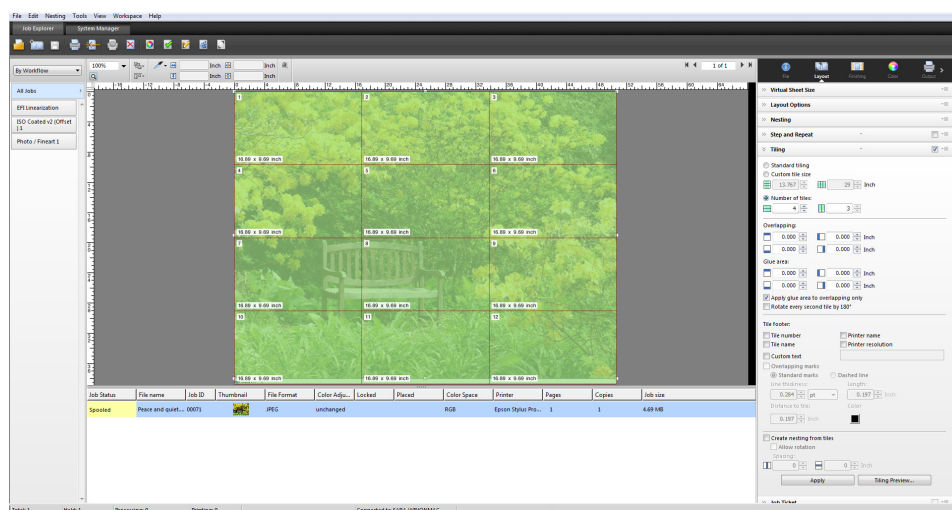 File Edit Nesting Tools View Workspace Help
Job Explorer System Manager
By Workflow
100%
Inch Inch
Inch Inch
1 of 1
File Layout Printing Color Output
All Jobs
EFI Linearization
ISO Coated v2 (Offset
) 1
Photo / Fineart 1
1 2 3
16.89 x 9.69 inch 16.89 x 9.69 inch 16.89 x 9.69 inch
4 5 6
16.89 x 9.69 inch 16.89 x 9.69 inch 16.89 x 9.69 inch
7 8 9
16.89 x 9.69 inch 16.89 x 9.69 inch 16.89 x 9.69 inch
10 11 12
16.89 x 9.69 inch 16.89 x 9.69 inch 16.89 x 9.69 inch
Virtual Sheet Size
Layout Options
Nesting
Step and Repeat
Tiling
Standard tiling
Custom tile size
13.767 29 Inch
Number of tiles:
4 3
Overlapping:
0.000 0.000 Inch
0.000 0.000 Inch
Glue area:
0.000 0.000 Inch
0.000 0.000 Inch
Apply glue area to overlapping only
Rotate every second tile by 180°
Tile footer:
Tile number Printer name
Tile name Printer resolution
Custom text
Overlapping marks
Standard marks Dashed line
Line thickness: Length:
0.284 pt 0.197 Inch
Distance to tile: Color
0.197 Inch
Create nesting from tiles
Allow rotation
Spacing:
0 0 Inch
Apply Tiling Preview...
Job Ticket
Job Status File name Job ID Thumbnail File Format Color Adju... Locked Placed Color Space Printer Pages Copies Job size
Spooled Peace and quiet.... 00071 JPEG unchanged RGB Epson Stylus Pro... 1 1 4.69 MB